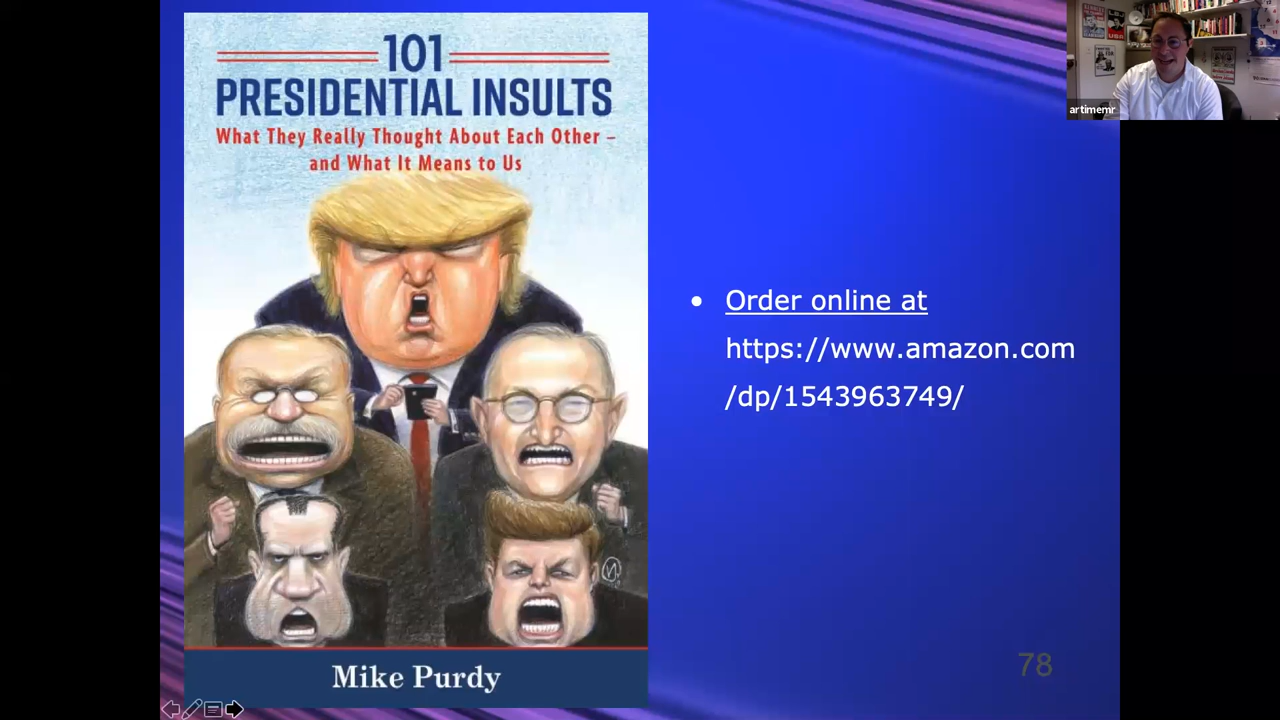 101
PRESIDENTIAL INSULTS
What They Really Thought About Each Other –
and What It Means to Us
Mike Purdy
• Order online at
https://www.amazon.com
/dp/1543963749/
78
artimemr